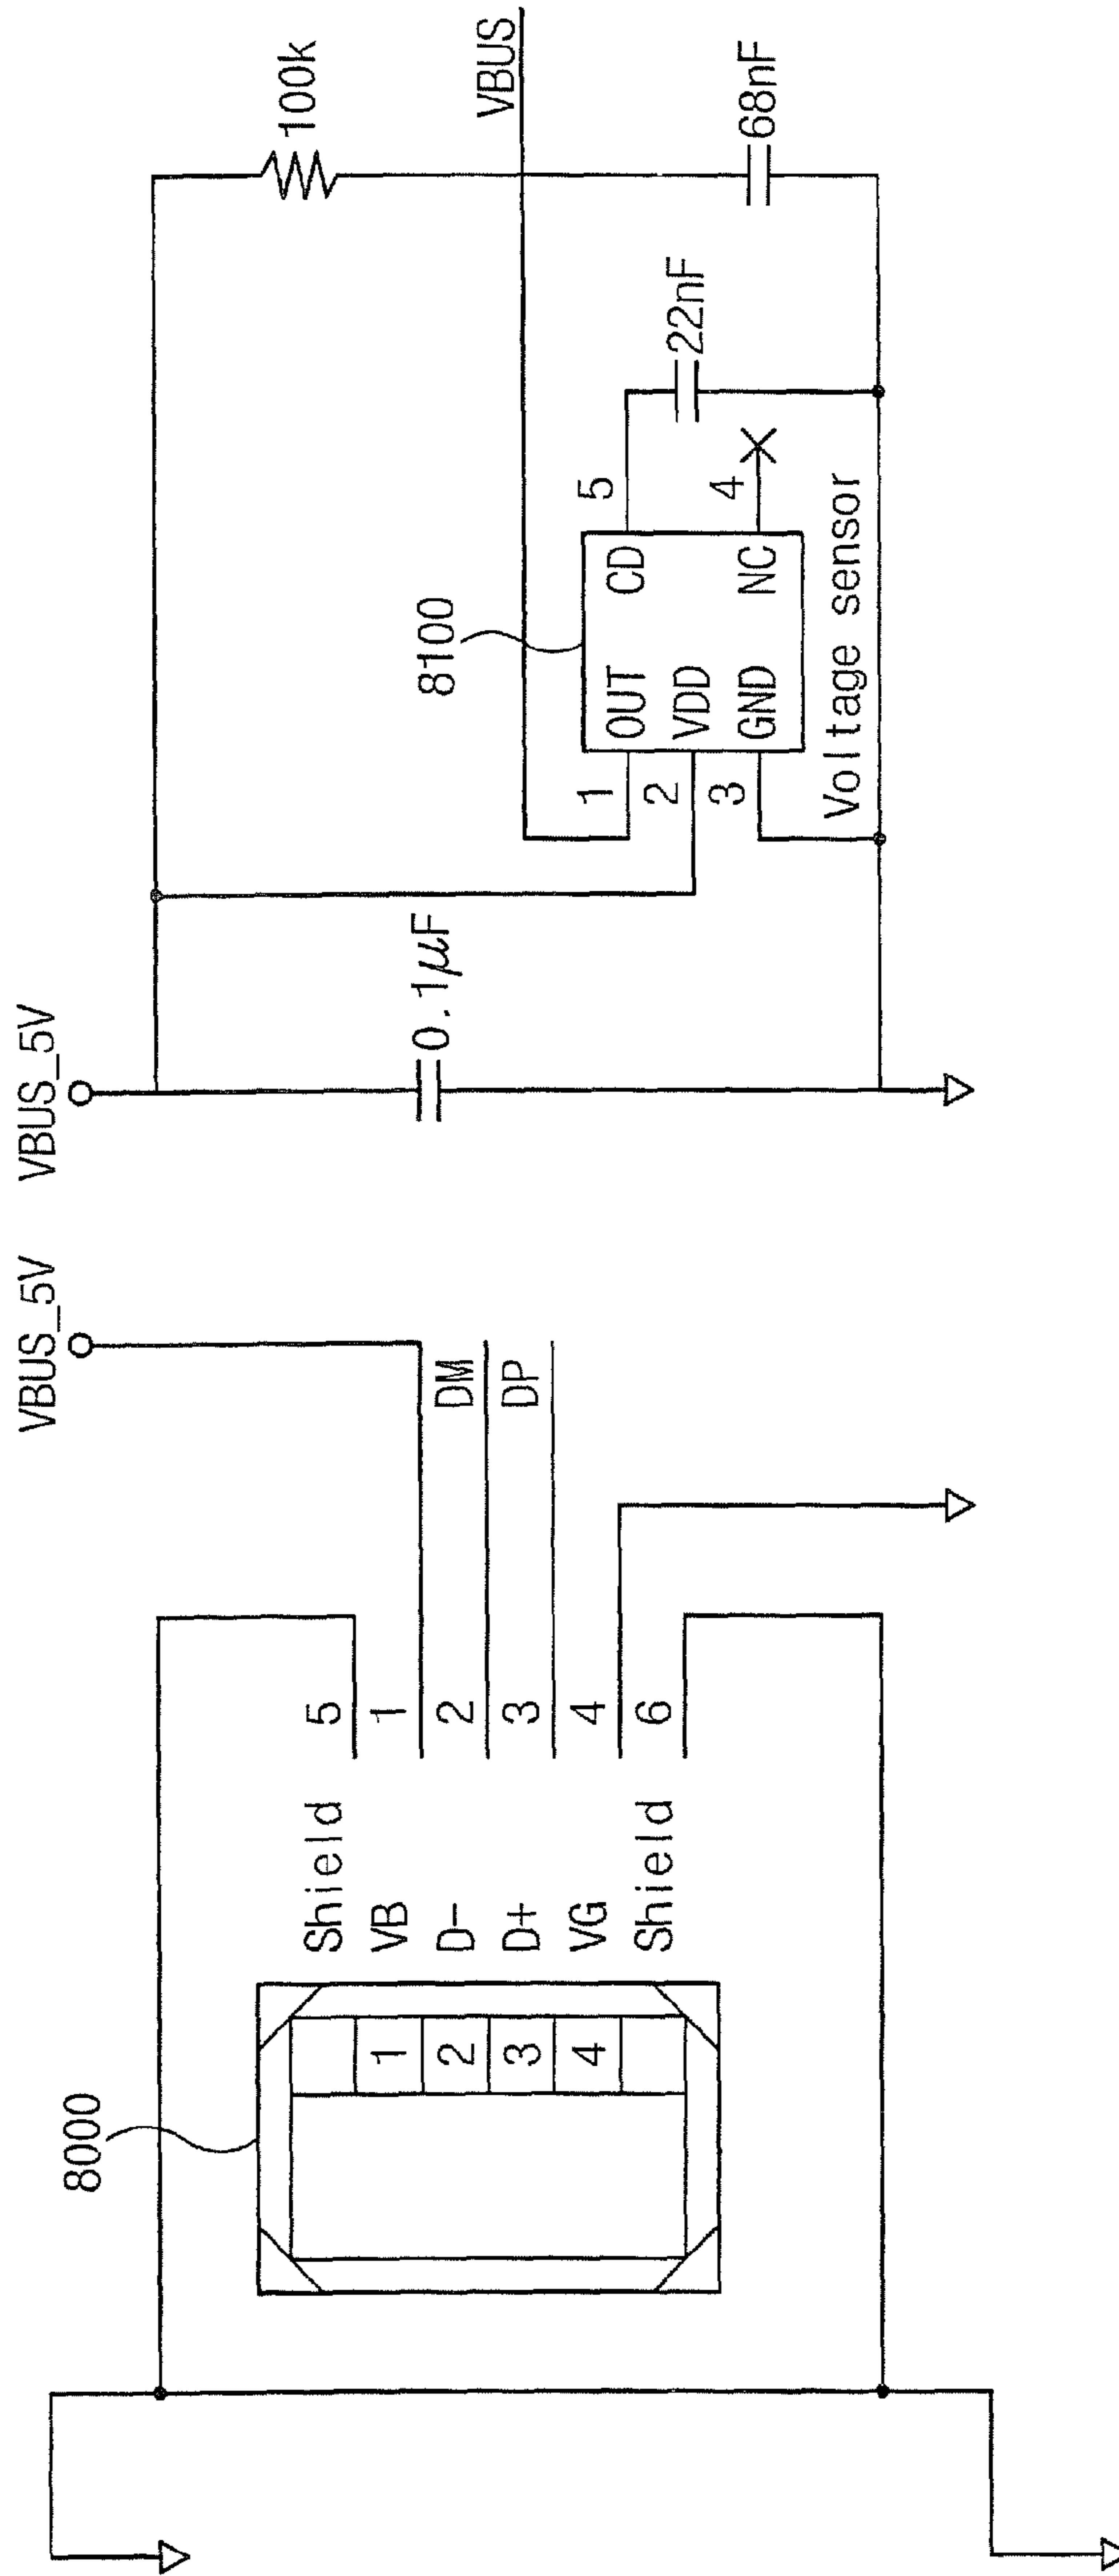 8000
Shield
VB
D-
D+
VG
Shield
1
2
3
4
5
1
2
3
4
6
VBUS_5V
DM
DP
VBUS_5V
0.1μF
8100
1
2
3
OUT
VDD
GND
CD
NC
5
4
Voltage sensor
22nF
100k
VBUS
68nF